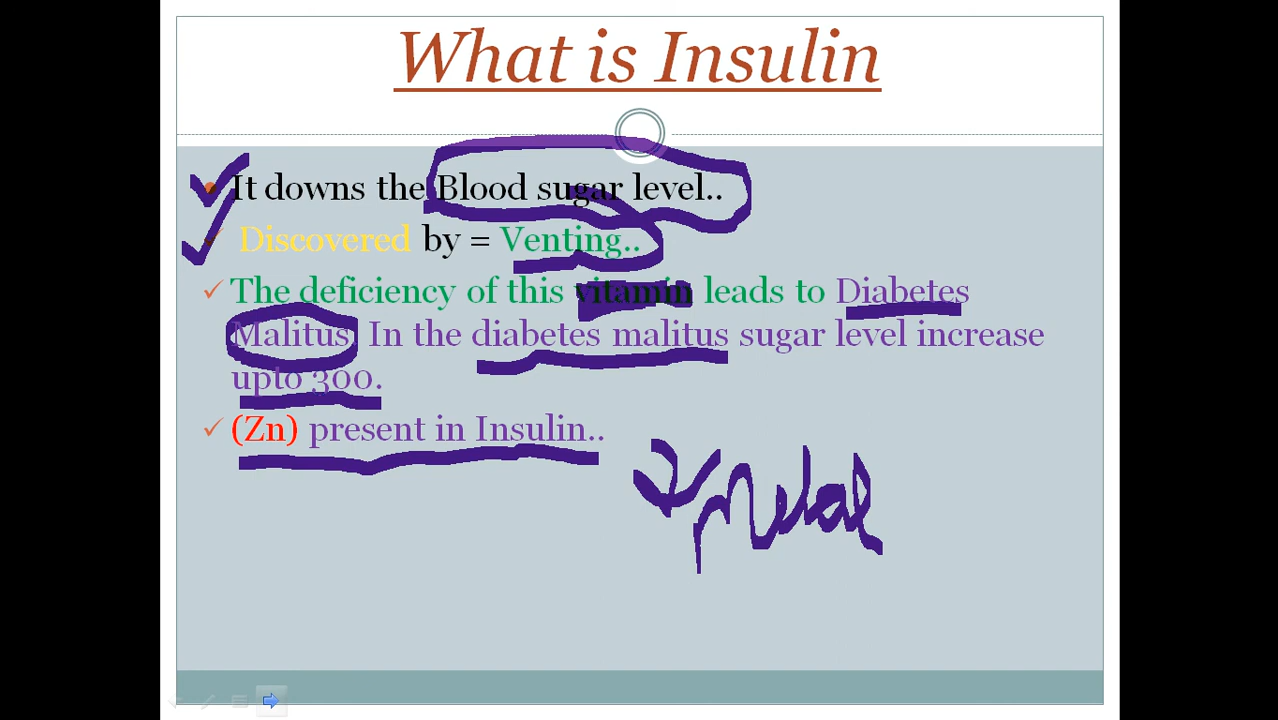 What is Insulin
It downs the Blood sugar level..
Discovered by = Venting..
The deficiency of this vitamin leads to Diabetes
Malitus. In the diabetes malitus sugar level increase
upto 300.
(Zn) present in Insulin..
Metal